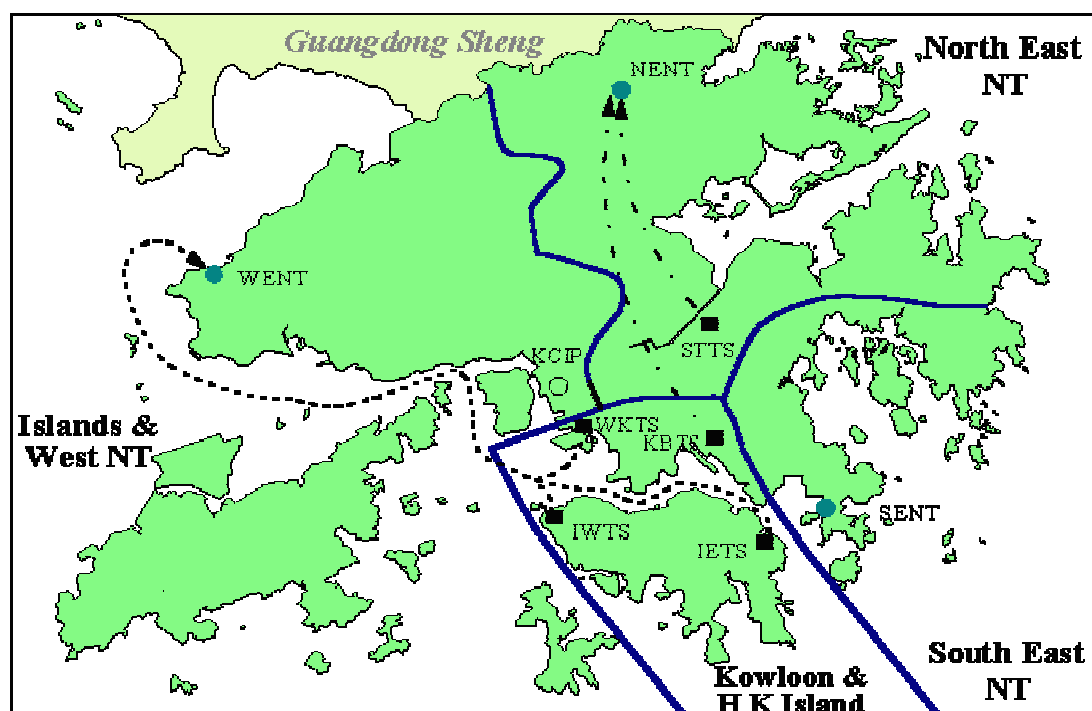 Guangdong Sheng
North East
NT
NENT
WENT
STTS
KCIP
Islands &
West NT
WKTS
KBTS
SENT
IWTS
IETS
South East
NT
Kowloon &
H K Island